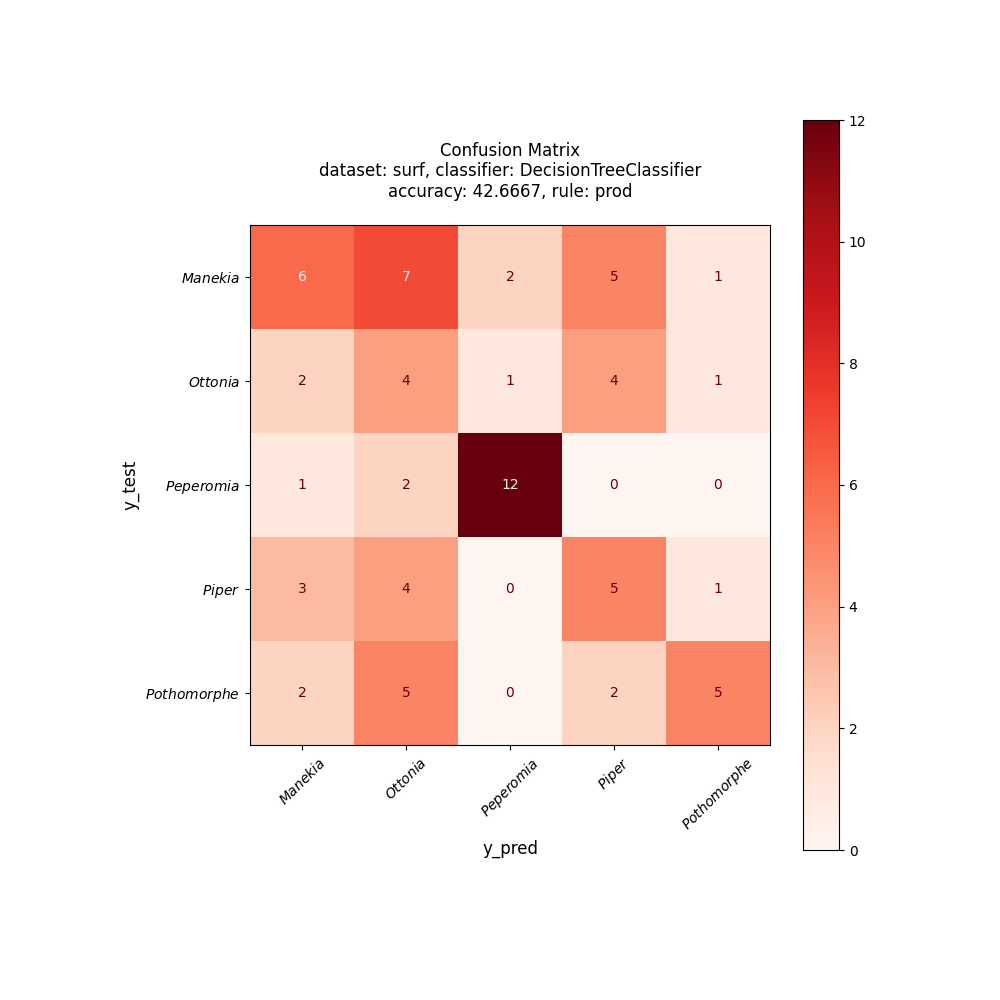 Confusion Matrix
dataset: surf, classifier: DecisionTreeClassifier
accuracy: 42.6667, rule: prod
Manekia 6 7 2 5 1
Ottonia 2 4 1 4 1
Peperomia 1 2 12 0 0
Piper 3 4 0 5 1
Pothomorphe 2 5 0 2 5
Manekia Ottonia Peperomia Piper Pothomorphe
y_pred
y_test
12
10
8
6
4
2
0